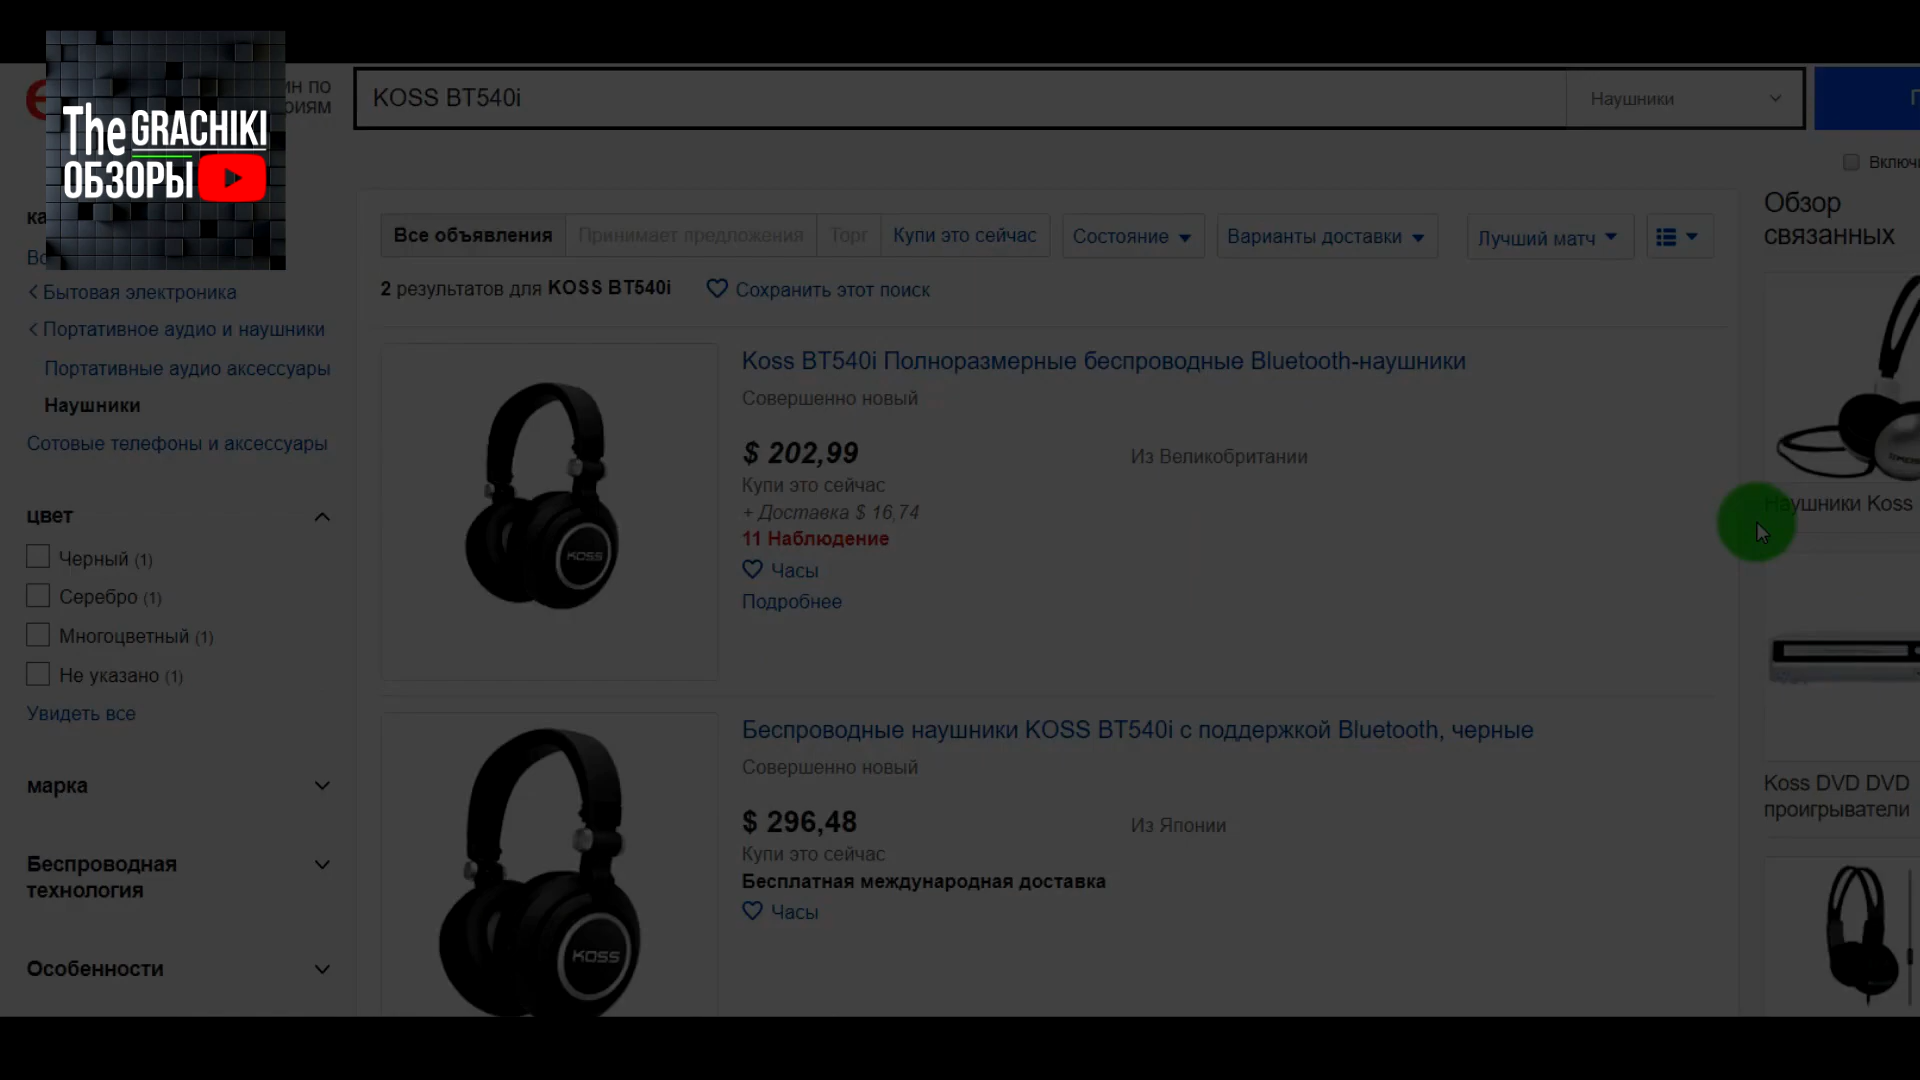 The GRACHIKI
ОБЗОРЫ
ин по
риям
KOSS BT540i
Наушники
Включи
Все объявления
Принимает предложения
Торг
Купи это сейчас
Состояние
Варианты доставки
Лучший матч
2 результатов для KOSS BT540i
Сохранить этот поиск
Бытовая электроника
Портативное аудио и наушники
Портативные аудио аксессуары
Наушники
Сотовые телефоны и аксессуары
цвет
Черный (1)
Серебро (1)
Многоцветный (1)
Не указано (1)
Увидеть все
марка
Беспроводная
технология
Особенности
Koss BT540i Полноразмерные беспроводные Bluetooth-наушники
Совершенно новый
$ 202,99
Из Великобритании
Купи это сейчас
+ Доставка $ 16,74
11 Наблюдение
Часы
Подробнее
KOSS
Беспроводные наушники KOSS BT540i с поддержкой Bluetooth, черные
Совершенно новый
$ 296,48
Из Японии
Купи это сейчас
Бесплатная международная доставка
Часы
KOSS
Обзор
связанных
Наушники Koss
Koss DVD DVD
проигрыватели